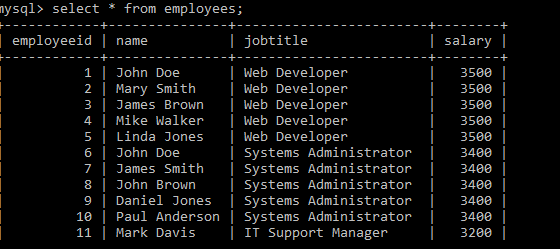 mysql> select * from employees;
+------------+---------------+-----------------------+--------+
| employeeid | name          | jobtitle              | salary |
+------------+---------------+-----------------------+--------+
|          1 | John Doe      | Web Developer         |   3500 |
|          2 | Mary Smith    | Web Developer         |   3500 |
|          3 | James Brown   | Web Developer         |   3500 |
|          4 | Mike Walker   | Web Developer         |   3500 |
|          5 | Linda Jones   | Web Developer         |   3500 |
|          6 | John Doe      | Systems Administrator |   3400 |
|          7 | James Smith   | Systems Administrator |   3400 |
|          8 | John Brown    | Systems Administrator |   3400 |
|          9 | Daniel Jones  | Systems Administrator |   3400 |
|         10 | Paul Anderson | Systems Administrator |   3400 |
|         11 | Mark Davis    | IT Support Manager    |   3200 |